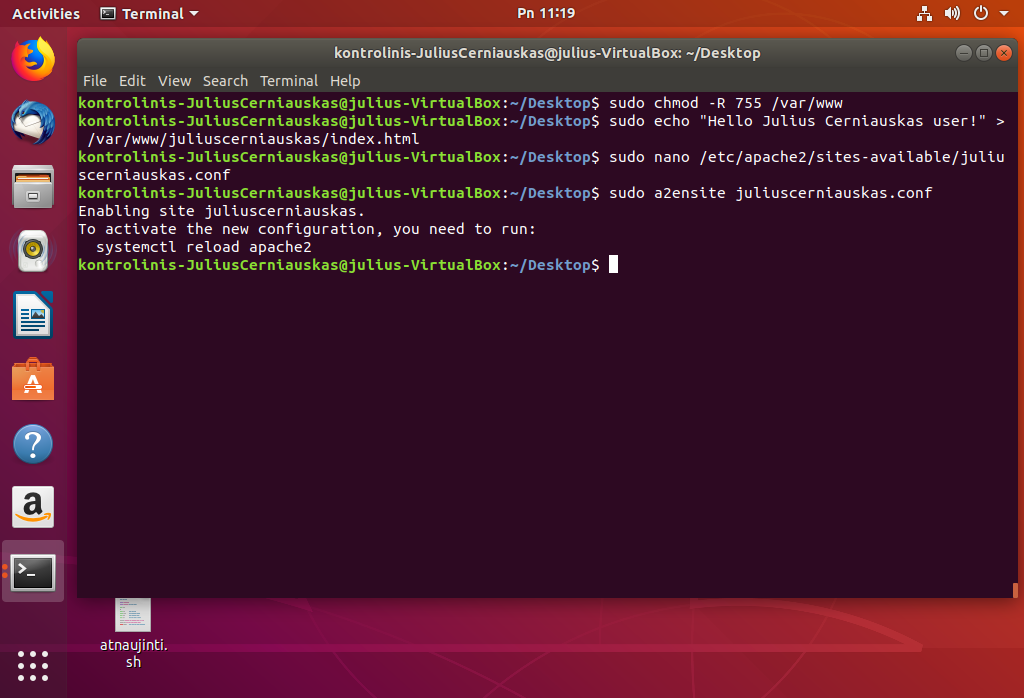 Activities Terminal Pn 11:19
kontrolinis-JuliusCerniauskas@julius-VirtualBox: ~/Desktop
File Edit View Search Terminal Help
kontrolinis-JuliusCerniauskas@julius-VirtualBox:~/Desktop$ sudo chmod -R 755 /var/www
kontrolinis-JuliusCerniauskas@julius-VirtualBox:~/Desktop$ sudo echo "Hello Julius Cerniauskas user!" >
/var/www/juliuscerniauskas/index.html
kontrolinis-JuliusCerniauskas@julius-VirtualBox:~/Desktop$ sudo nano /etc/apache2/sites-available/juliu
scerniauskas.conf
kontrolinis-JuliusCerniauskas@julius-VirtualBox:~/Desktop$ sudo a2ensite juliuscerniauskas.conf
Enabling site juliuscerniauskas.
To activate the new configuration, you need to run:
systemctl reload apache2
kontrolinis-JuliusCerniauskas@julius-VirtualBox:~/Desktop$
atnaujinti.
sh